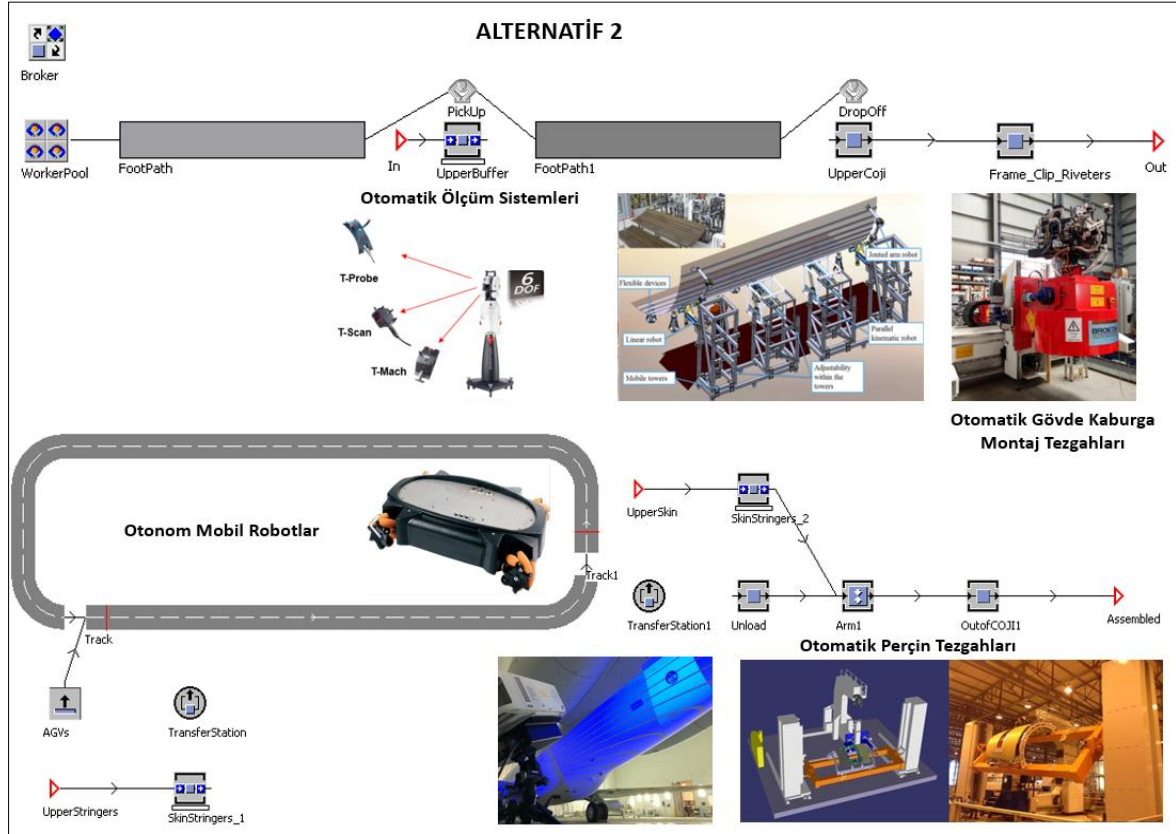 ALTERNATİF 2
Broker
WorkerPool
FootPath
In
PickUp
UpperBuffer
FootPath1
DropOff
UpperCoji
Frame_Clip_Riveters
Out
Otomatik Ölçüm Sistemleri
T-Probe
T-Scan
T-Mach
6
DOF
Flexible devices
Jointed arm robot
Linear robot
Parallel
kinematic robot
Mobile towers
Adjustability
within the
towers
Otomatik Gövde Kaburga
Montaj Tezgahları
Otonom Mobil Robotlar
Track1
Track
AGVs
TransferStation
UpperStringers
SkinStringers_1
UpperSkin
SkinStringers_2
TransferStation1
Unload
Arm1
OutofCOJI1
Assembled
Otomatik Perçin Tezgahları